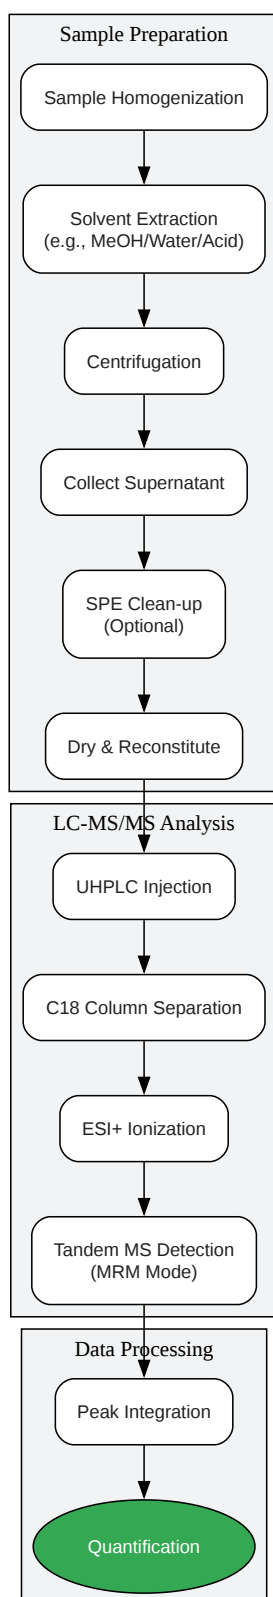 Sample Preparation
Sample Homogenization
Solvent Extraction
(e.g., MeOH/Water/Acid)
Centrifugation
Collect Supernatant
SPE Clean-up
(Optional)
Dry & Reconstitute
LC-MS/MS Analysis
UHPLC Injection
C18 Column Separation
ESI+ Ionization
Tandem MS Detection
(MRM Mode)
Data Processing
Peak Integration
Quantification